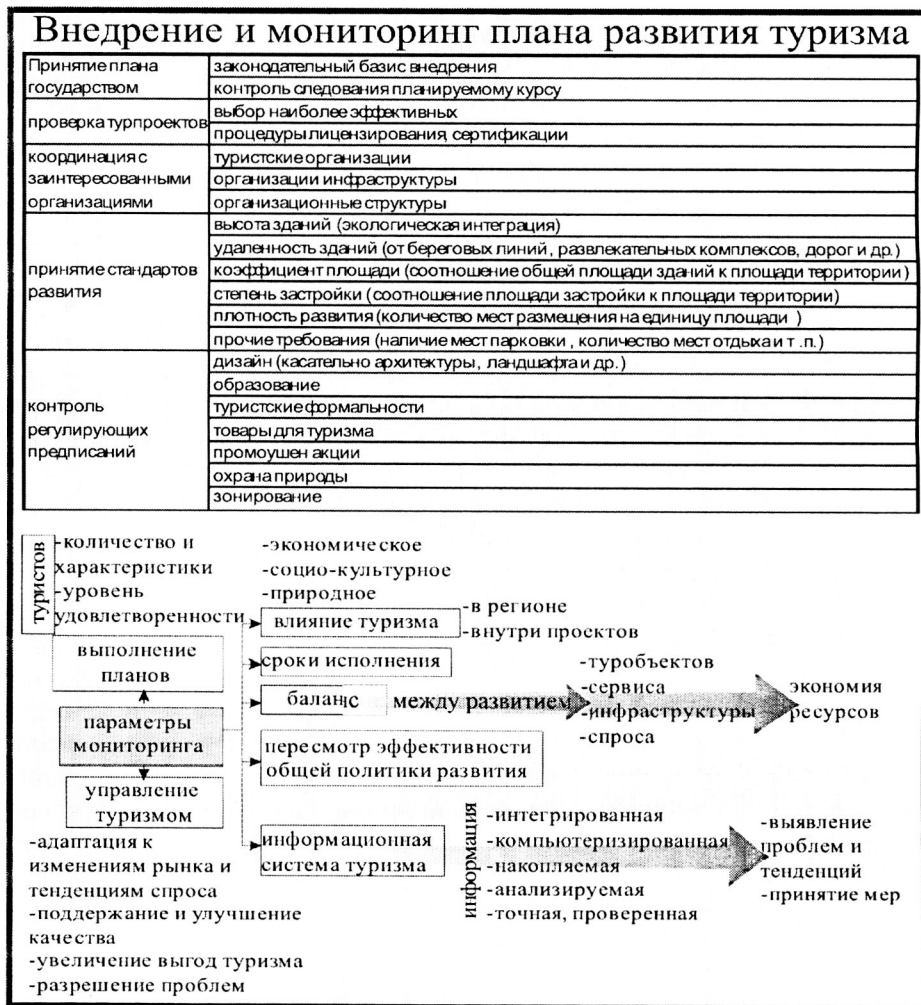 Внедрение и мониторинг плана развития туризма
Принятие плана государством
законодательный базис внедрения
контроль следования планируемому курсу
проверка турпроектов
выбор наиболее эффективных
процедуры лицензирования, сертификации
координация с заинтересованными организациями
туристские организации
организации инфраструктуры
организационные структуры
принятие стандартов развития
высота зданий (экологическая интеграция)
удаленность зданий (от береговых линий, развлекательных комплексов, дорог и др.)
коэффициент площади (соотношение общей площади зданий к площади территории)
степень застройки (соотношение площади застройки к площади территории)
плотность развития (количество мест размещения на единицу площади )
прочие требования (наличие мест парковки , количество мест отдыха и т .п.)
контроль регулирующих предписаний
дизайн (касательно архитектуры, ландшафта и др.)
образование
туристские формальности
товары для туризма
промоушен акции
охрана природы
зонирование
туристов
-количество и
характеристики
-уровень
удовлетворенности
-экономическое
-социо-культурное
-природное
влияние туризма
-в регионе
-внутри проектов
выполнение
планов
сроки исполнения
баланс между развитием
-туробъектов
-сервиса
-инфраструктуры
-спроса
экономия
ресурсов
параметры
мониторинга
пересмотр эффективности
общей политики развития
управление
туризмом
информационная
система туризма
информация
-интегрированная
-компьютеризированная
-накопляемая
-анализируемая
-точная, проверенная
-выявление
проблем и
тенденций
-принятие мер
-адаптация к
изменениям рынка и
тенденциям спроса
-поддержание и улучшение
качества
-увеличение выгод туризма
-разрешение проблем